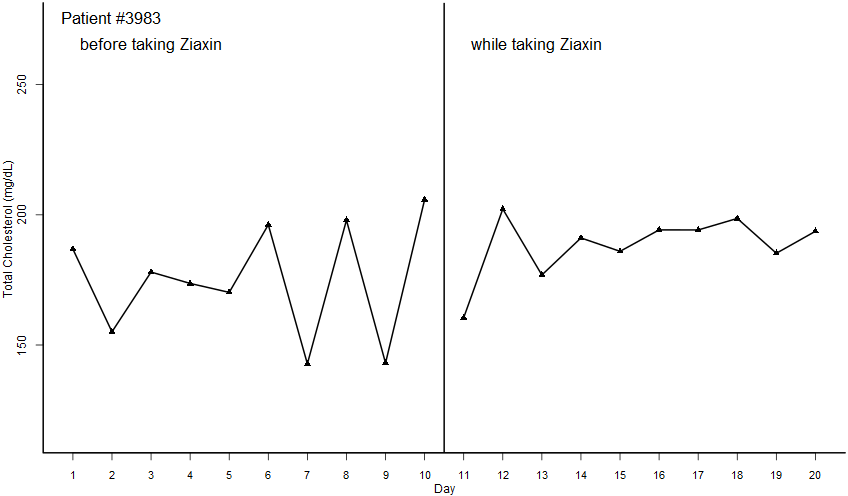 Patient #3983
before taking Ziaxin
while taking Ziaxin
Total Cholesterol (mg/dL)
250
200
150
1 2 3 4 5 6 7 8 9 10 11 12 13 14 15 16 17 18 19 20
Day